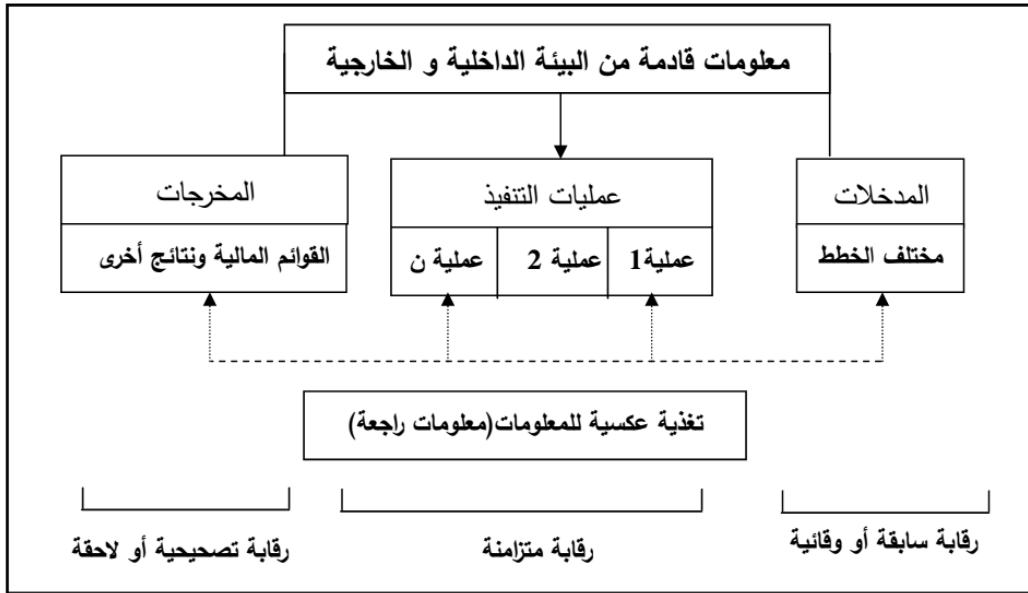 معلومات قادمة من البيئة الداخلية و الخارجية
المدخلات
عمليات التنفيذ
المخرجات
مختلف الخطط
عملية1
عملية 2
عملية ن
القوائم المالية ونتائج أخرى
تغذية عكسية للمعلومات(معلومات راجعة)
رقابة سابقة أو وقائية
رقابة متزامنة
رقابة تصحيحية أو لاحقة